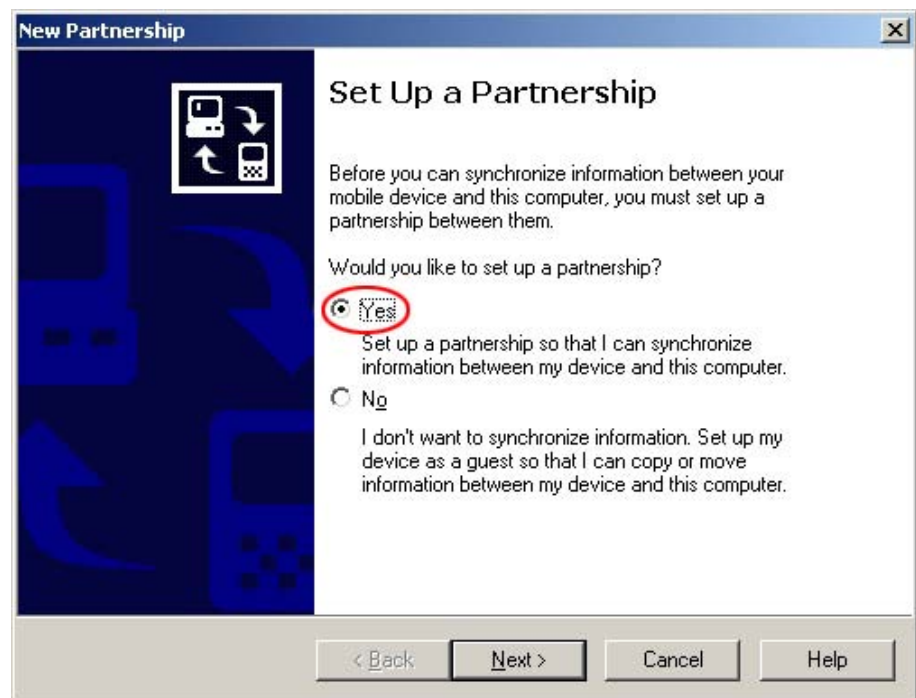 New Partnership
Set Up a Partnership
Before you can synchronize information between your
mobile device and this computer, you must set up a
partnership between them.
Would you like to set up a partnership?
Yes
Set up a partnership so that I can synchronize
information between my device and this computer.
No
I don't want to synchronize information. Set up my
device as a guest so that I can copy or move
information between my device and this computer.
< Back
Next >
Cancel
Help